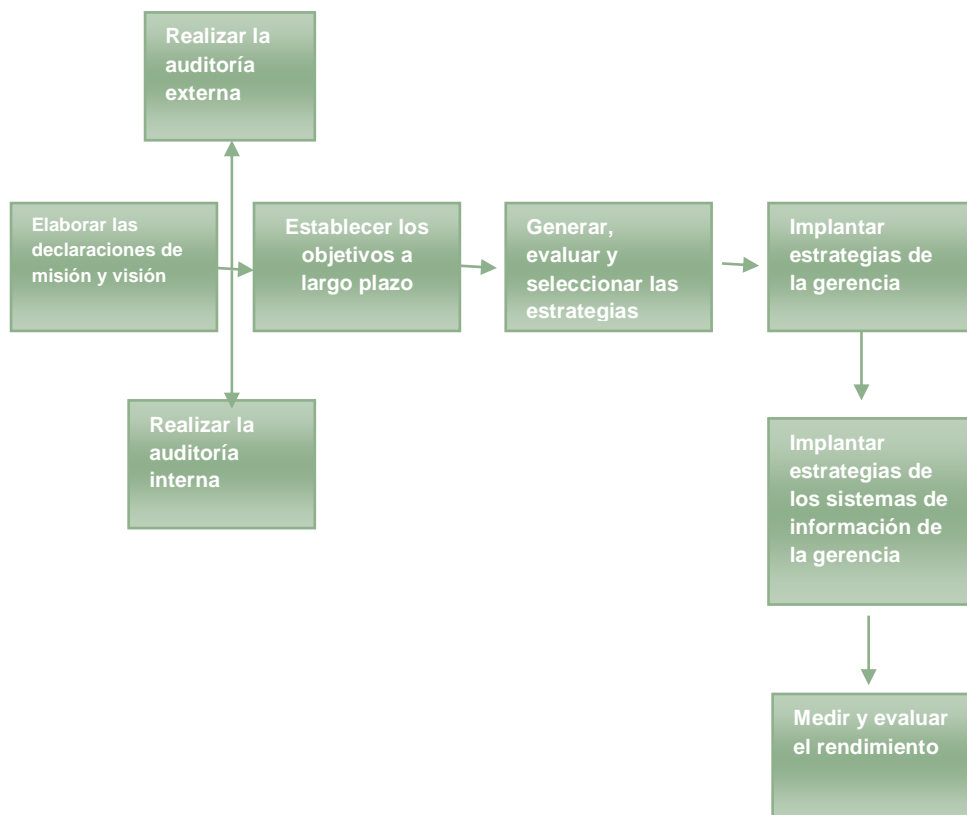 Realizar la
auditoría
externa
Elaborar las
declaraciones de
misión y visión
Establecer los
objetivos a
largo plazo
Generar,
evaluar y
seleccionar las
estrategias
Implantar
estrategias de
la gerencia
Realizar la
auditoría
interna
Implantar
estrategias de
los sistemas de
información de
la gerencia
Medir y evaluar
el rendimiento